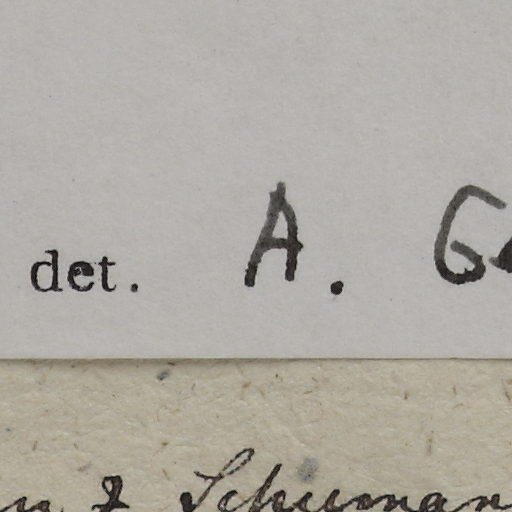 det. A. G
& Schuman